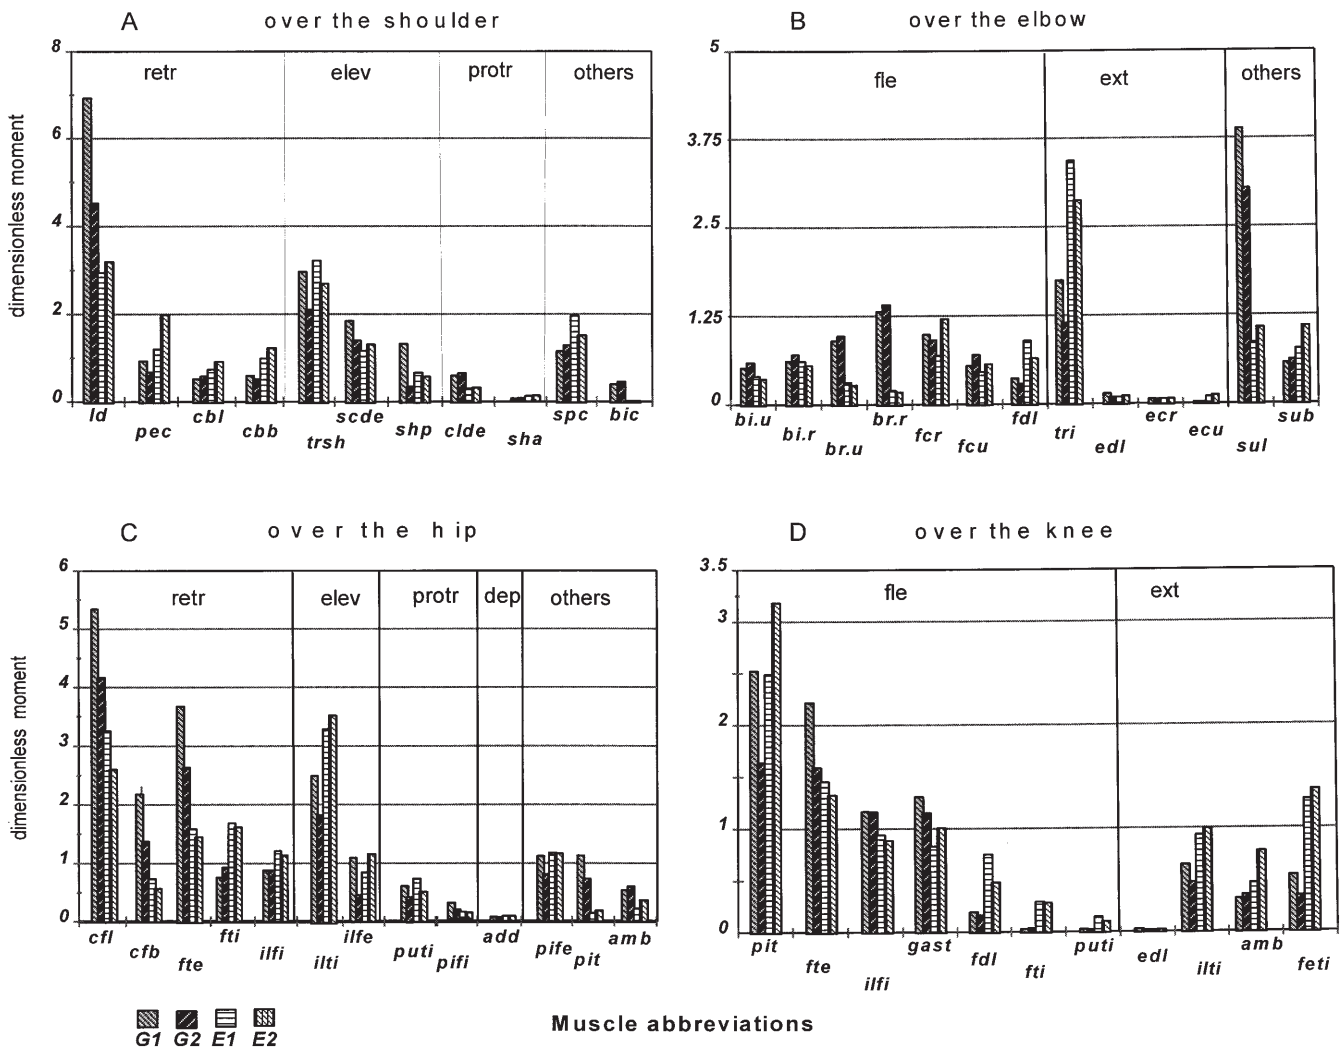 A over the shoulder
8
6
4
2
0
dimensionless moment
retr elev protr others
ld pec cbl cbb trsh scde shp clde sha spc bic
B over the elbow
5
3.75
2.5
1.25
0
fle ext others
bi.u bi.r br.u br.r fcr fcu fdl tri edl ecr ecu sul sub
C over the hip
6
5
4
3
2
1
0
dimensionless moment
retr elev protr dep others
cfl cfb fte fti ilfi ilti ilfe puti pifi add pife pit amb
D over the knee
3.5
3
2
1
0
fle ext
pit fte ilfi gast fdl fti puti edl ilti amb feti
G1 G2 E1 E2
Muscle abbreviations